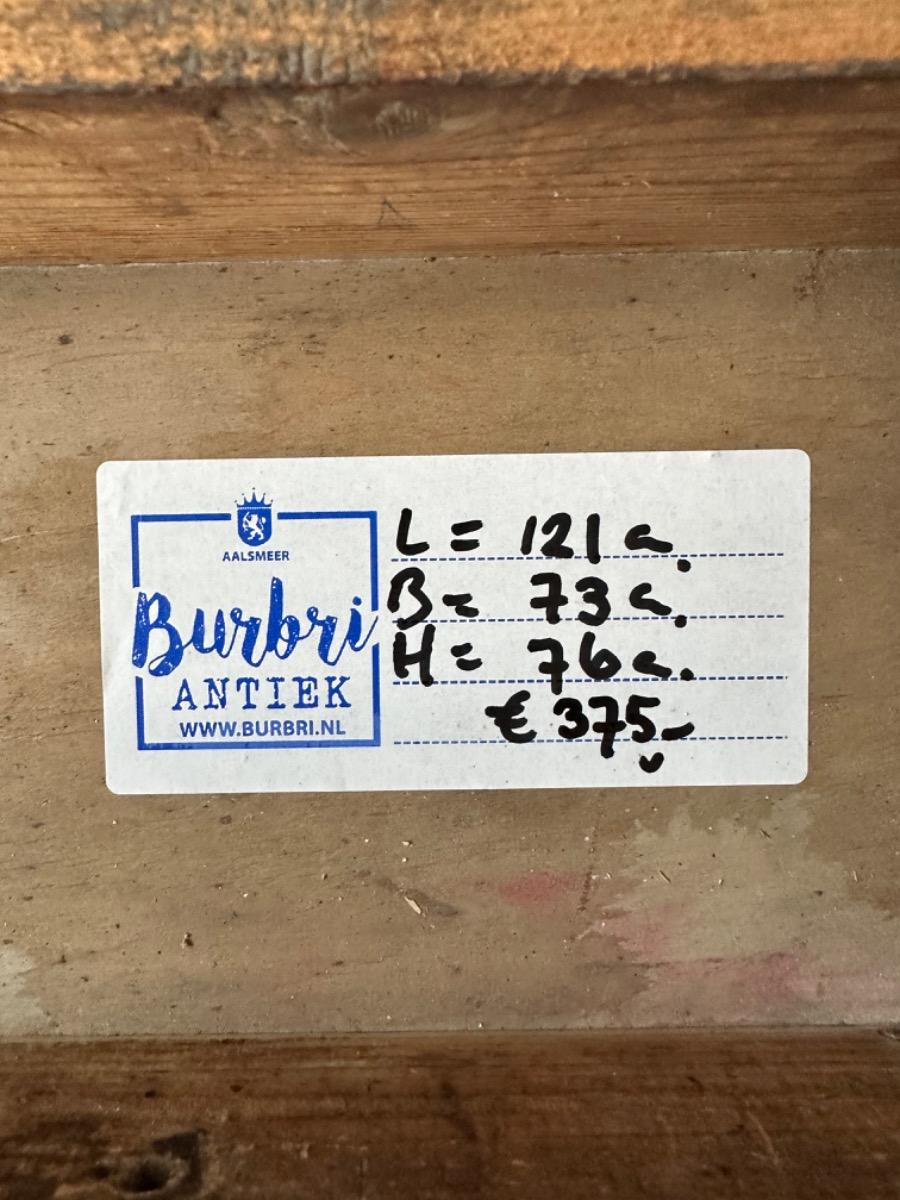 AALSMEER
Burbri
ANTIEK
WWW.BURBRI.NL
L = 121 c.
B = 73 c.
H = 76 c.
€ 375,-